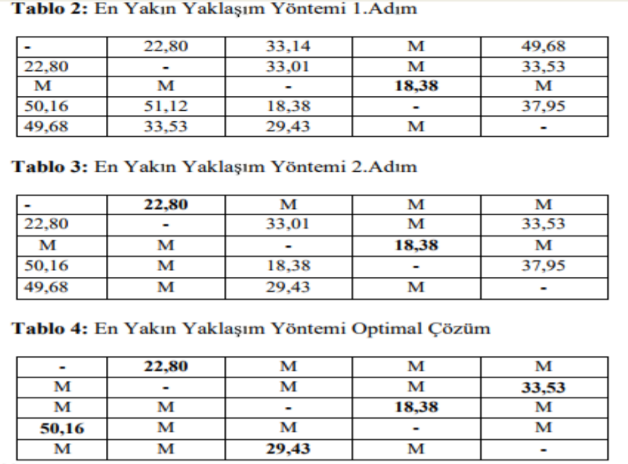 Tablo 2: En Yakın Yaklaşım Yöntemi 1.Adım
- 22,80 33,14 M 49,68
22,80 - 33,01 M 33,53
M M - 18,38 M
50,16 51,12 18,38 - 37,95
49,68 33,53 29,43 M -
Tablo 3: En Yakın Yaklaşım Yöntemi 2.Adım
- 22,80 M M M
22,80 - 33,01 M 33,53
M M - 18,38 M
50,16 M 18,38 - 37,95
49,68 M 29,43 M -
Tablo 4: En Yakın Yaklaşım Yöntemi Optimal Çözüm
- 22,80 M M M
M - M M 33,53
M M - 18,38 M
50,16 M M - M
M M 29,43 M -